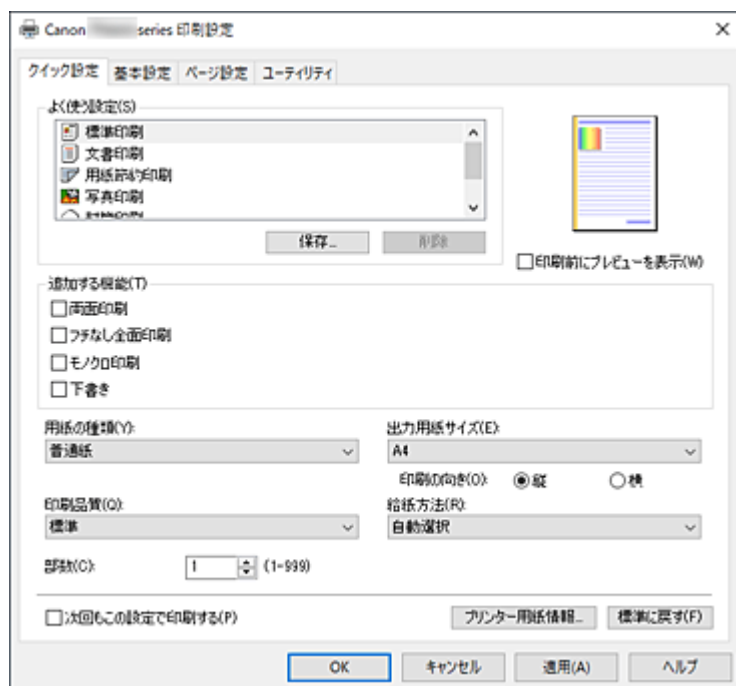 Canon series 印刷設定
クイック設定 基本設定 ページ設定 ユーティリティ
よく使う設定(S)
標準印刷
文書印刷
用紙節約印刷
写真印刷
保存...
削除
印刷前にプレビューを表示(W)
追加する機能(T)
両面印刷
フチなし全面印刷
モノクロ印刷
下書き
用紙の種類(Y):
普通紙
出力用紙サイズ(E):
A4
印刷の向き(O): 縦 横
印刷品質(Q):
標準
給紙方法(R):
自動選択
部数(C): 1 (1-999)
次回もこの設定で印刷する(P)
プリンター用紙情報... 標準に戻す(F)
OK キャンセル 適用(A) ヘルプ